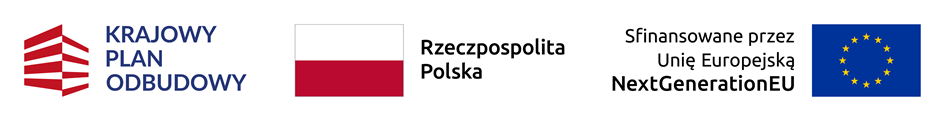 KRAJOWY
PLAN
ODBUDOWY
Rzeczpospolita
Polska
Sfinansowane przez
Unię Europejską
NextGenerationEU